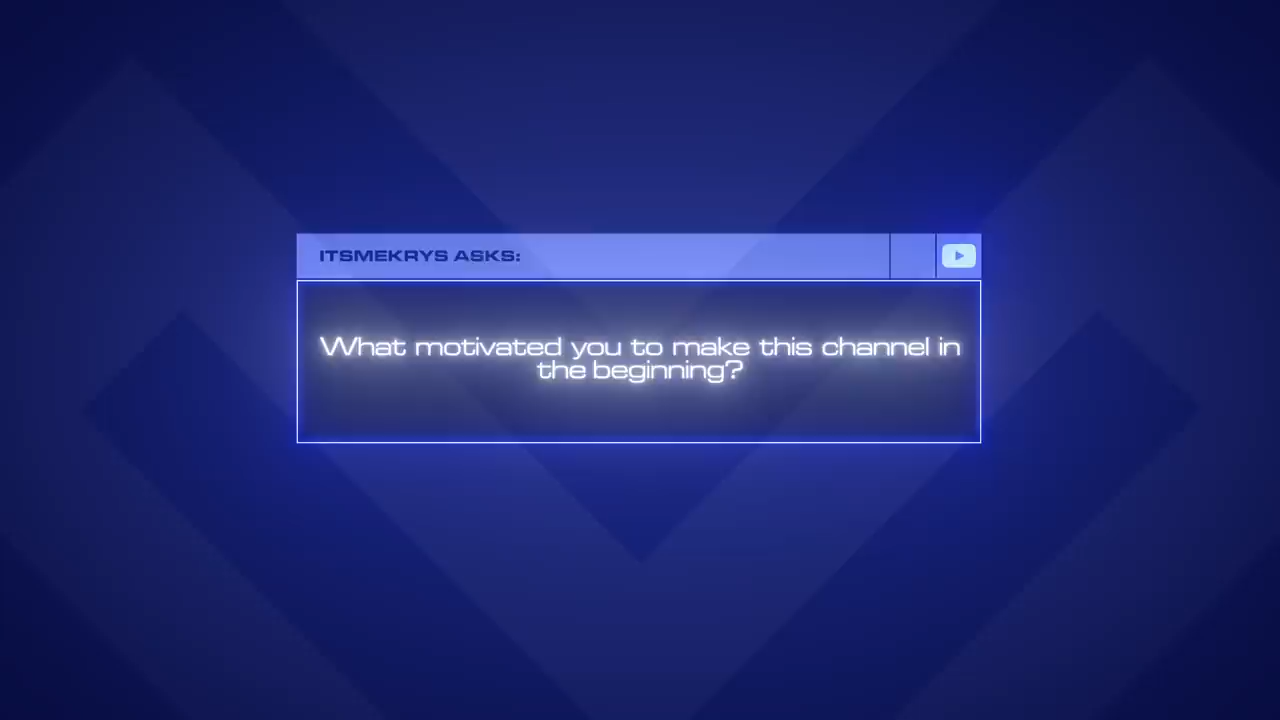 ITSMEKRYS ASKS:
What motivated you to make this channel in
the beginning?